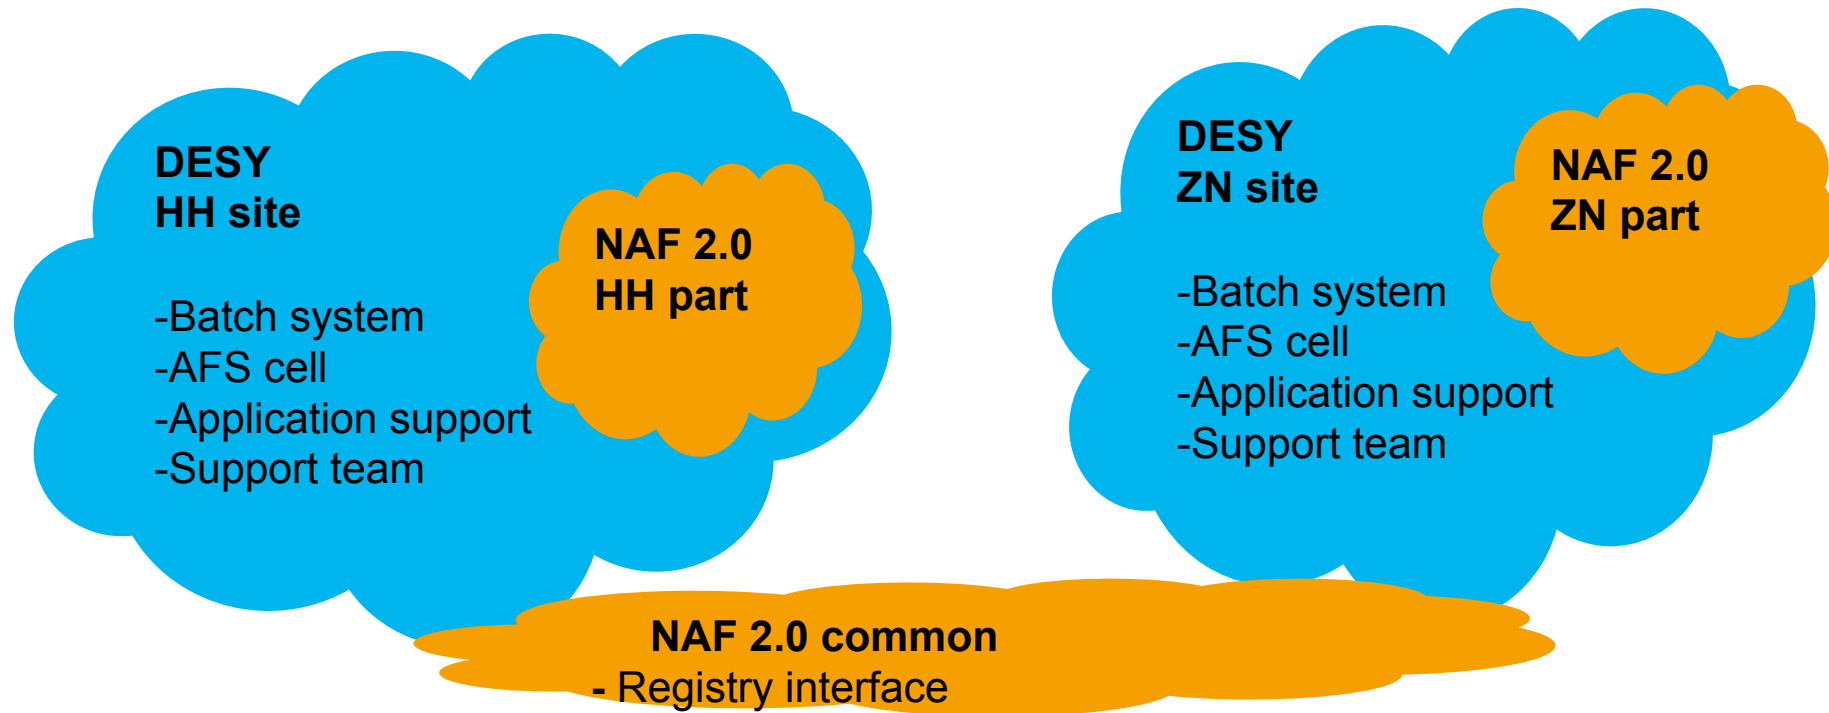 DESY
HH site
-Batch system
-AFS cell
-Application support
-Support team
NAF 2.0
HH part
DESY
ZN site
-Batch system
-AFS cell
-Application support
-Support team
NAF 2.0
ZN part
NAF 2.0 common
- Registry interface